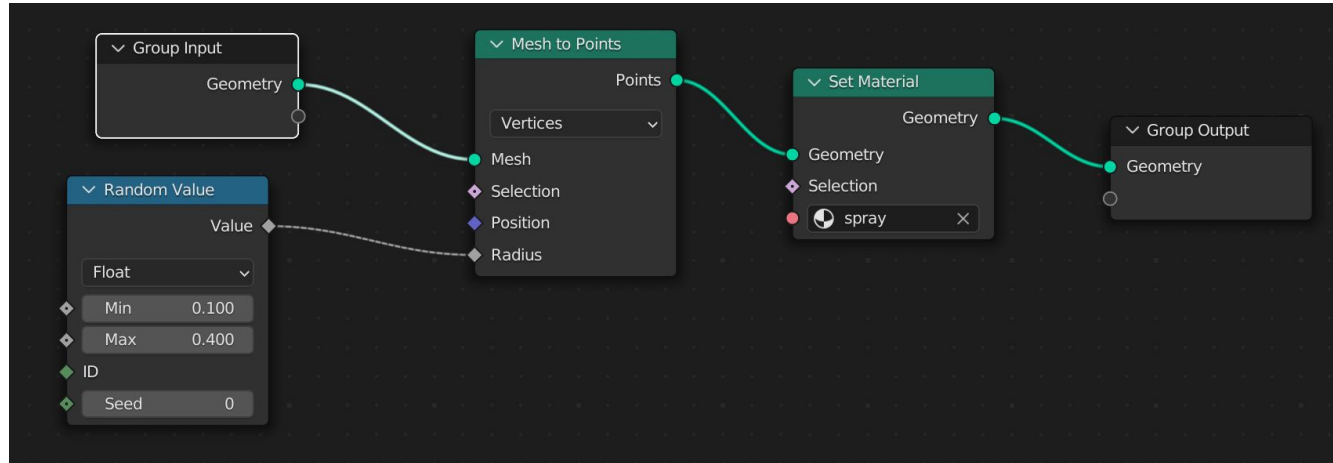 Group Input
Geometry
Random Value
Value
Float
Min 0.100
Max 0.400
ID
Seed 0
Mesh to Points
Points
Vertices
Mesh
Selection
Position
Radius
Set Material
Geometry
Geometry
Selection
spray
Group Output
Geometry